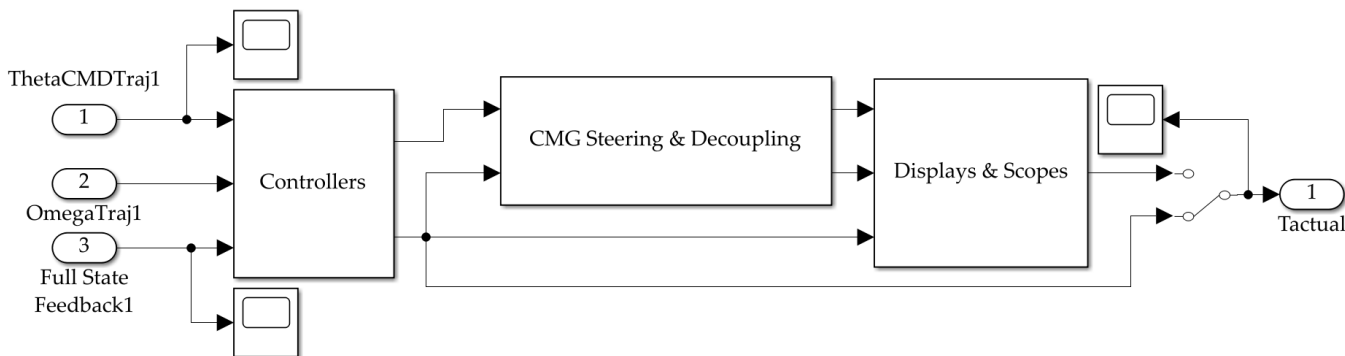 ThetaCMDTraj1
1
2
OmegaTraj1
3
Full State
Feedback1
Controllers
CMG Steering & Decoupling
Displays & Scopes
1
Tactual